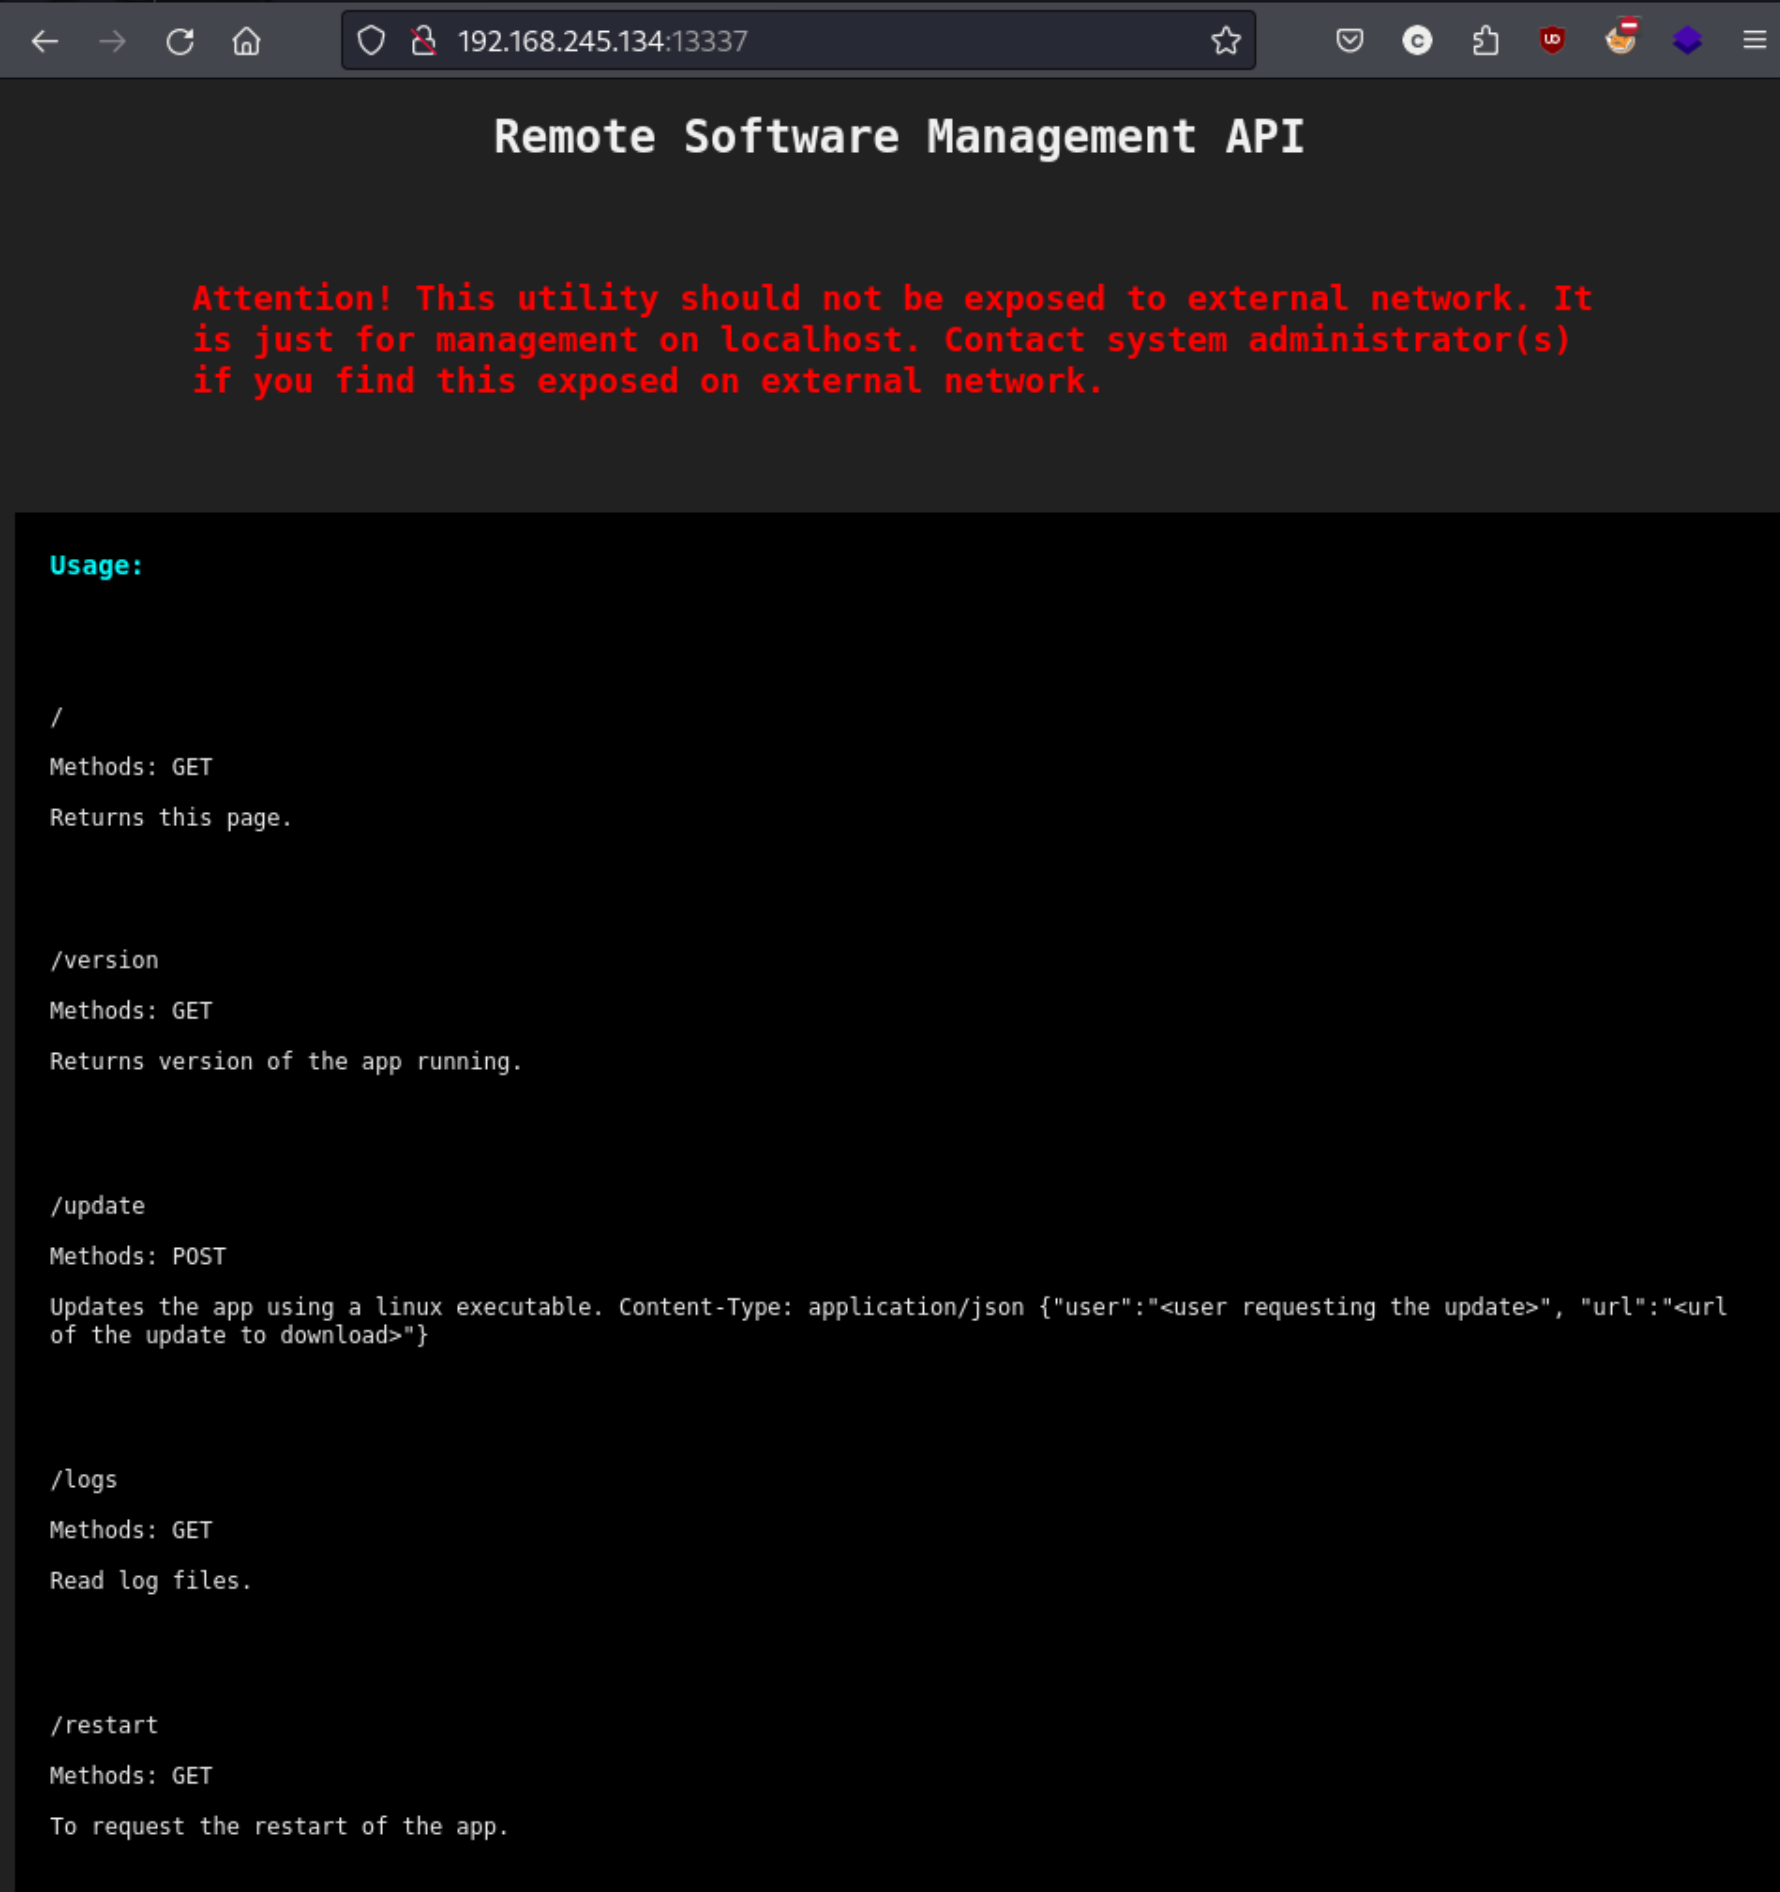 192.168.245.134:13337
Remote Software Management API
Attention! This utility should not be exposed to external network. It
is just for management on localhost. Contact system administrator(s)
if you find this exposed on external network.
Usage:
/
Methods: GET
Returns this page.
/version
Methods: GET
Returns version of the app running.
/update
Methods: POST
Updates the app using a linux executable. Content-Type: application/json {"user":"<user requesting the update>", "url":"<url
of the update to download>"}
/logs
Methods: GET
Read log files.
/restart
Methods: GET
To request the restart of the app.